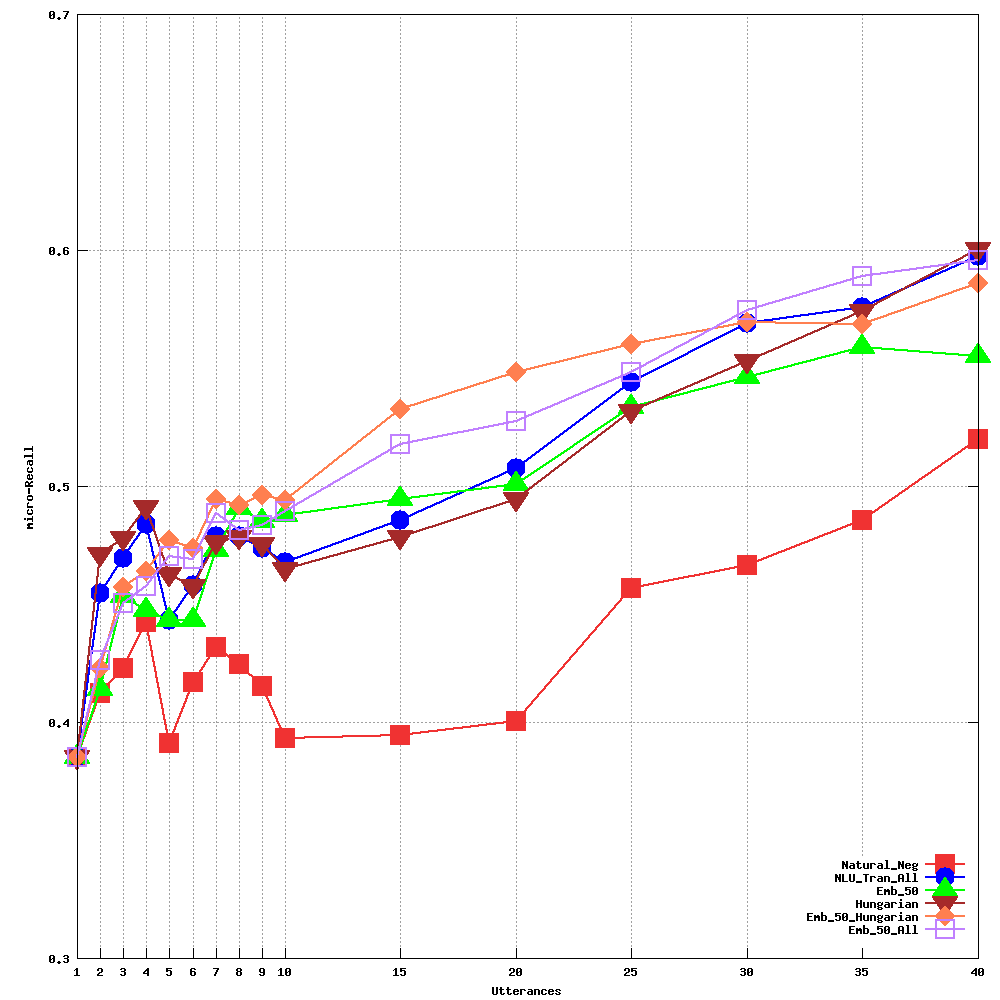 0.7
0.6
0.5
0.4
0.3
micro-Recall
1 2 3 4 5 6 7 8 9 10 15 20 25 30 35 40
Utterances
Natural_Neg
NLU_Tran_All
Emb_50
Hungarian
Emb_50_Hungarian
Emb_50_All